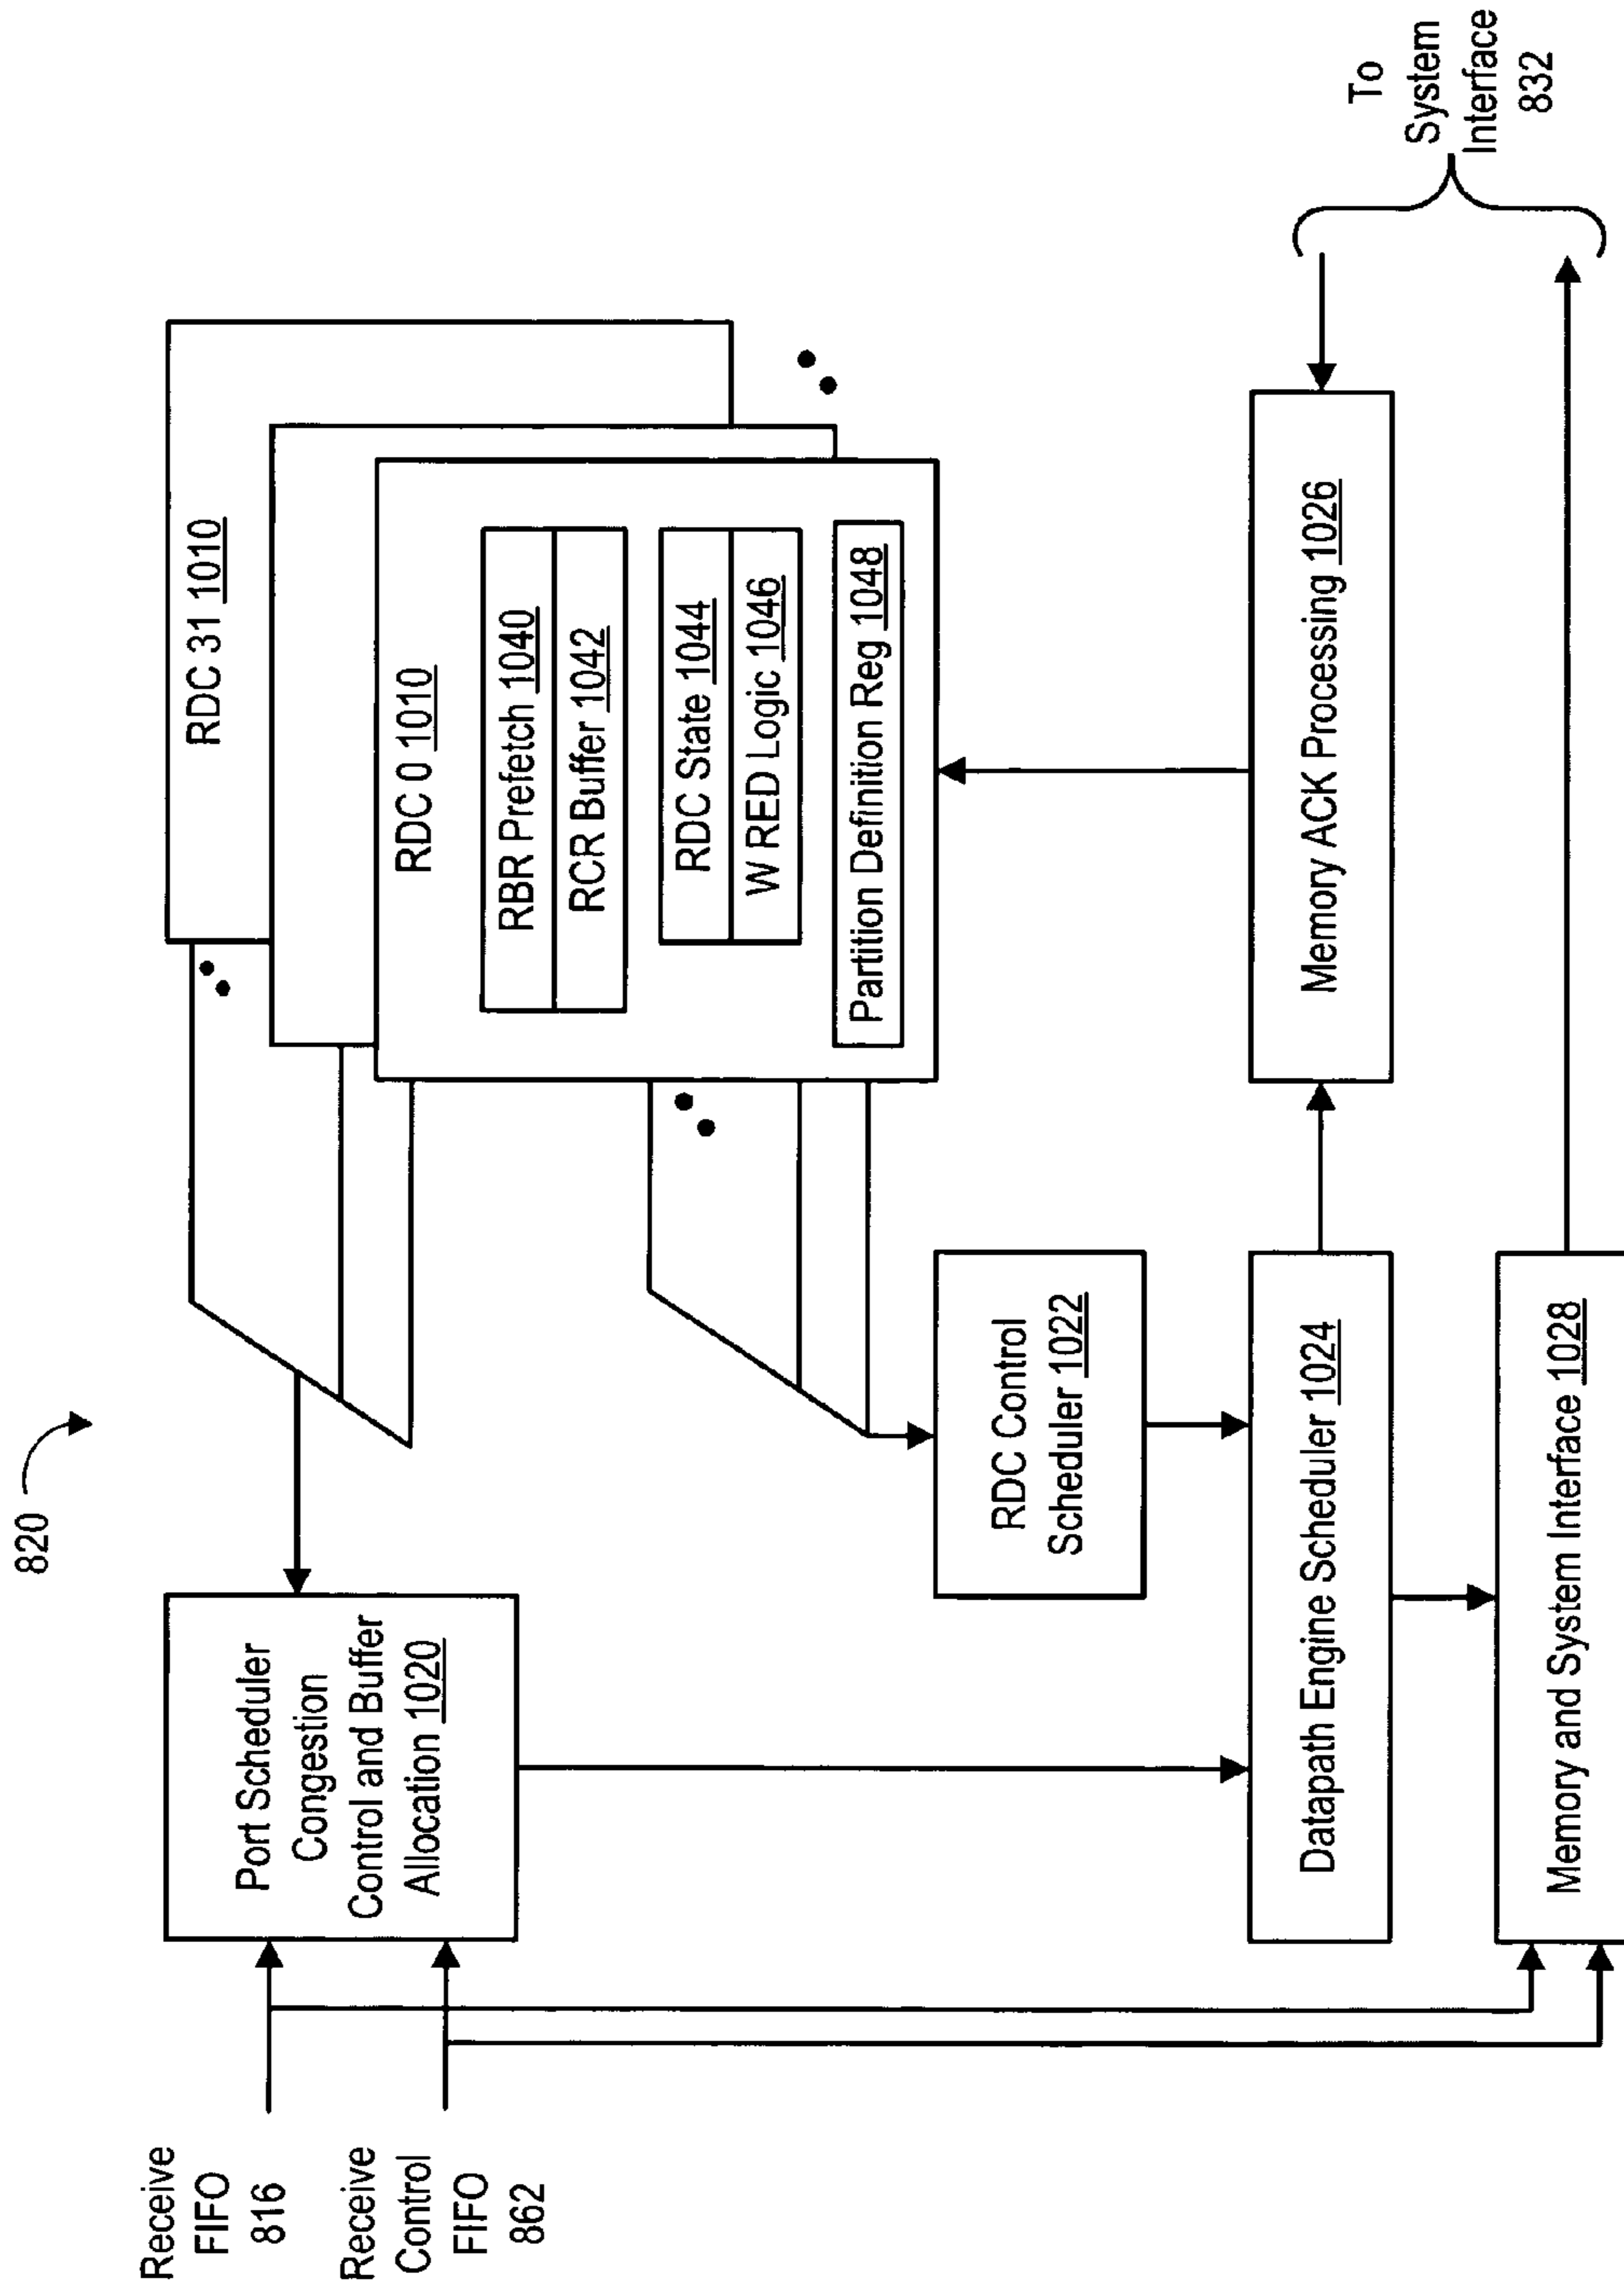 820
Receive
FIFO
816
Receive
Control
FIFO
862
Port Scheduler
Congestion
Control and Buffer
Allocation 1020
RDC 31 1010
RDC 0 1010
RBR Prefetch 1040
RCR Buffer 1042
RDC State 1044
W RED Logic 1046
Partition Definition Reg 1048
RDC Control
Scheduler 1022
Datapath Engine Scheduler 1024
Memory ACK Processing 1026
Memory and System Interface 1028
To
System
Interface
832